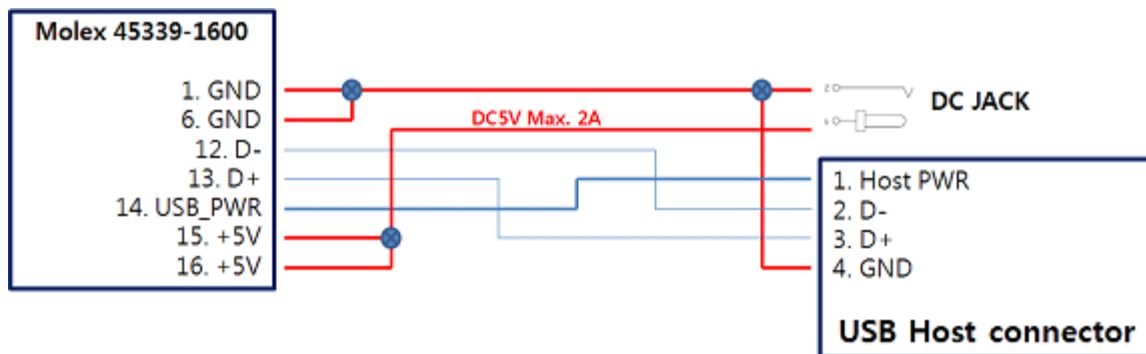 Molex 45339-1600
1. GND
6. GND
12. D-
13. D+
14. USB_PWR
15. +5V
16. +5V
DC5V Max. 2A
DC JACK
1. Host PWR
2. D-
3. D+
4. GND
USB Host connector